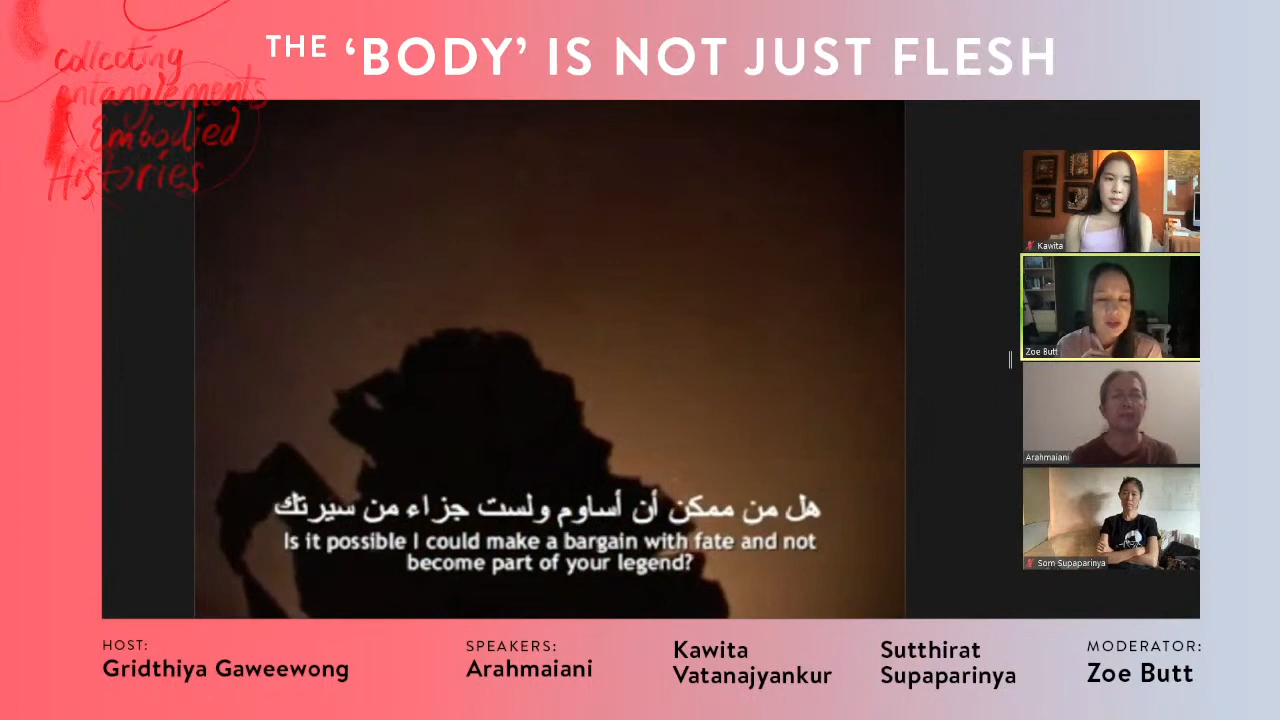 THE ‘BODY’ IS NOT JUST FLESH
collecting
entanglements
Embodied
Histories
Kawita
Zoe Butt
Arahmaiani
Som Supaparinya
هل من ممكن أن أساوم ولست جزاء من سيرتك
Is it possible I could make a bargain with fate and not
become part of your legend?
HOST:
Gridthiya Gaweewong
SPEAKERS:
Arahmaiani
Kawita
Vatanajyankur
Sutthirat
Supaparinya
MODERATOR:
Zoe Butt